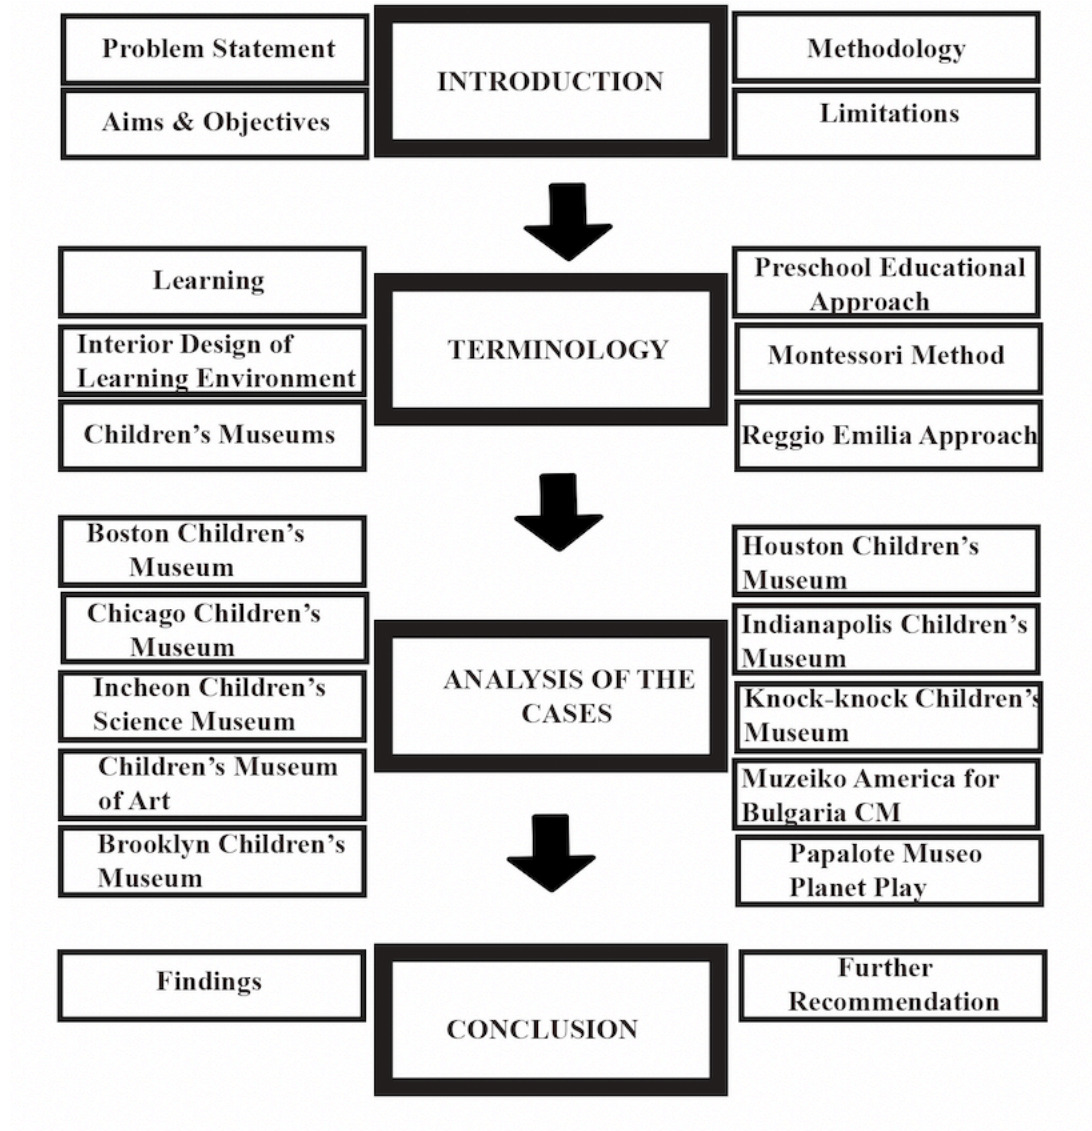 Problem Statement
Aims & Objectives
INTRODUCTION
Methodology
Limitations
Learning
Interior Design of
Learning Environment
Children’s Museums
TERMINOLOGY
Preschool Educational
Approach
Montessori Method
Reggio Emilia Approach
Boston Children’s
Museum
Chicago Children’s
Museum
Incheon Children’s
Science Museum
Children’s Museum
of Art
Brooklyn Children’s
Museum
ANALYSIS OF THE
CASES
Houston Children’s
Museum
Indianapolis Children’s
Museum
Knock-knock Children’s
Museum
Muzeiko America for
Bulgaria CM
Papalote Museo
Planet Play
Findings
CONCLUSION
Further
Recommendation